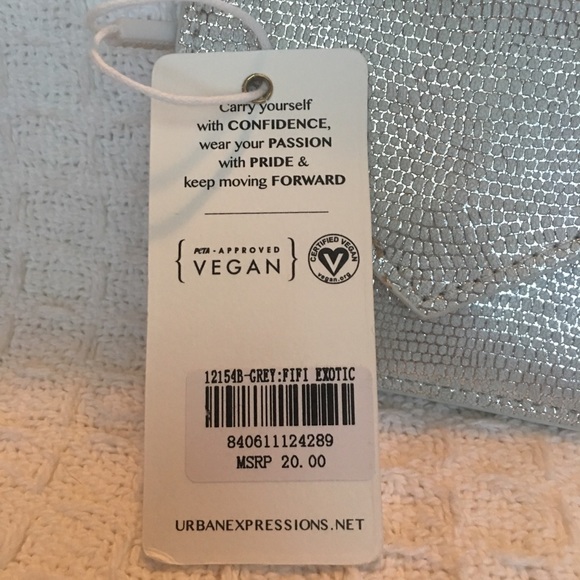 Carry yourself
with CONFIDENCE,
wear your PASSION
with PRIDE &
keep moving FORWARD
PETA - APPROVED
VEGAN
CERTIFIED VEGAN
vegan.org
12154B-GREY:FIFI EXOTIC
840611124289
MSRP 20.00
URBANEXPRESSIONS.NET